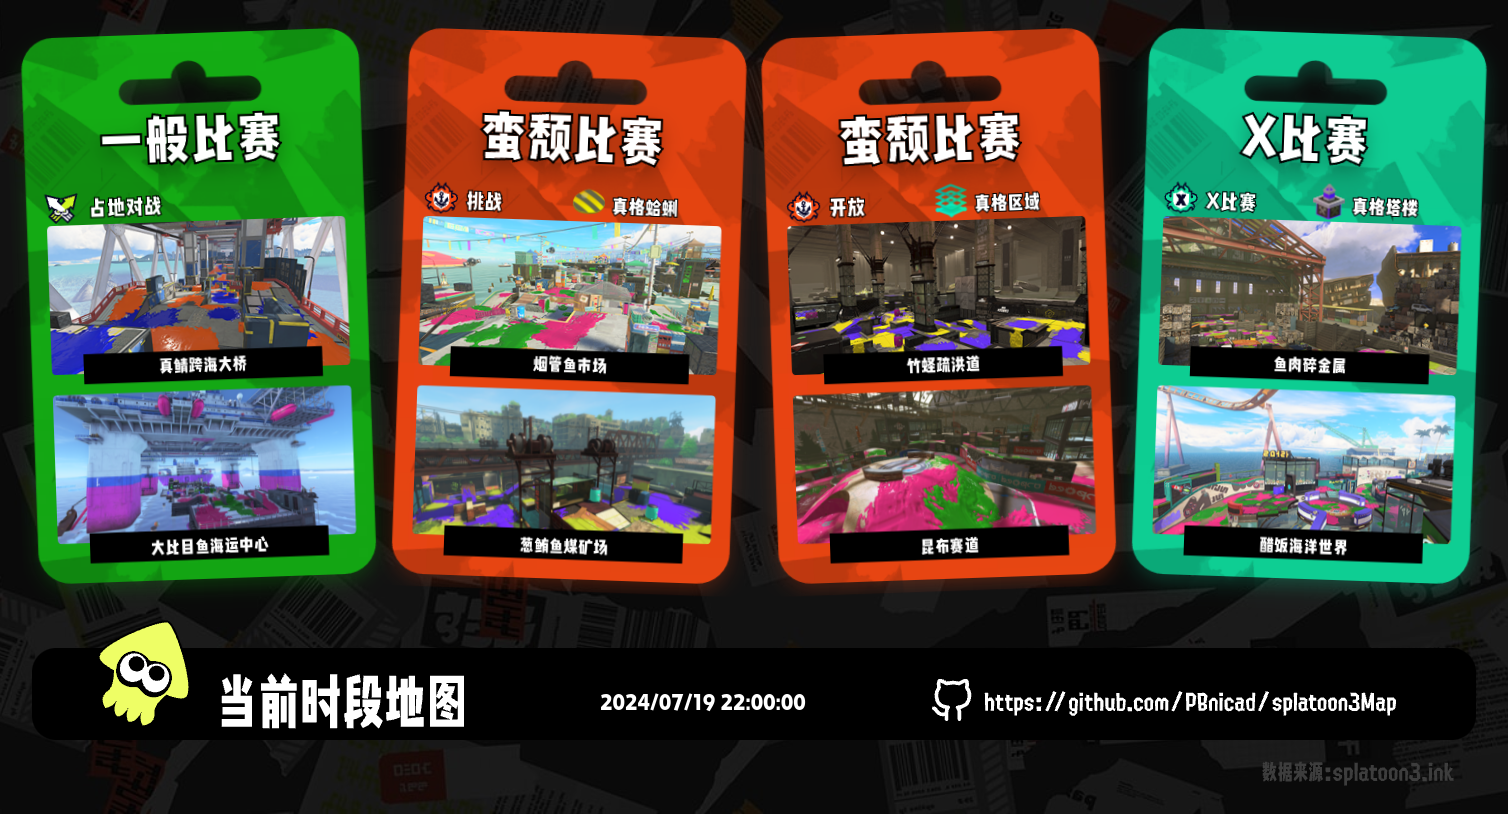 一般比赛
占地对战
真鲷跨海大桥
大比目鱼海运中心
蛮颓比赛
挑战
真格蛤蜊
烟管鱼市场
葱鲔鱼煤矿场
蛮颓比赛
开放
真格区域
竹蛏疏洪道
昆布赛道
X比赛
X比赛
真格塔楼
鱼肉碎金属
醋饭海洋世界
当前时段地图
2024/07/19 22:00:00
https://github.com/PBnicad/splatoon3Map
数据来源:splatoon3.ink